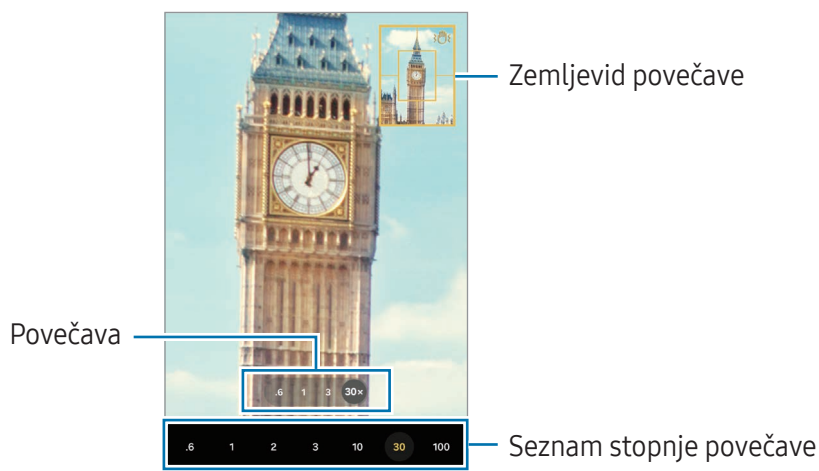 Zemljevid povečave
Povečava
.6 1 3 30×
.6 1 2 3 10 30 100
Seznam stopnje povečave